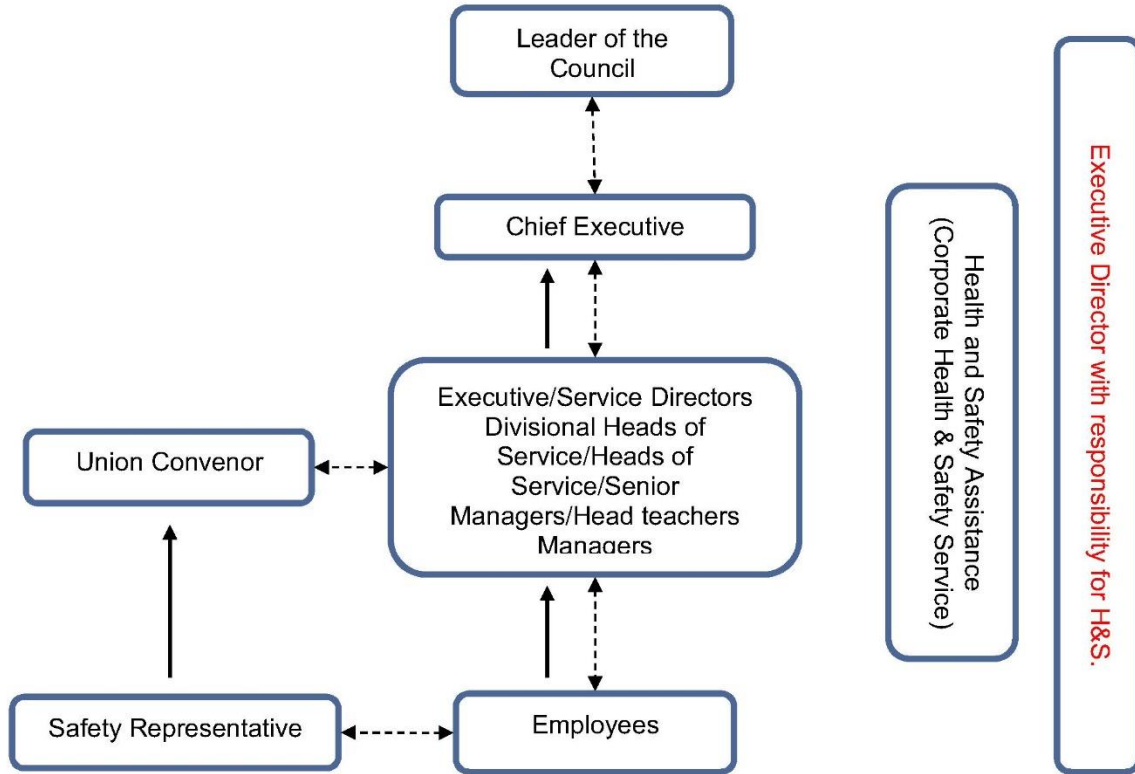 Leader of the
Council
Chief Executive
Executive/Service Directors
Divisional Heads of
Service/Heads of
Service/Senior
Managers/Head teachers
Managers
Union Convenor
Safety Representative
Employees
Health and Safety Assistance
(Corporate Health & Safety Service)
Executive Director with responsibility for H&S.